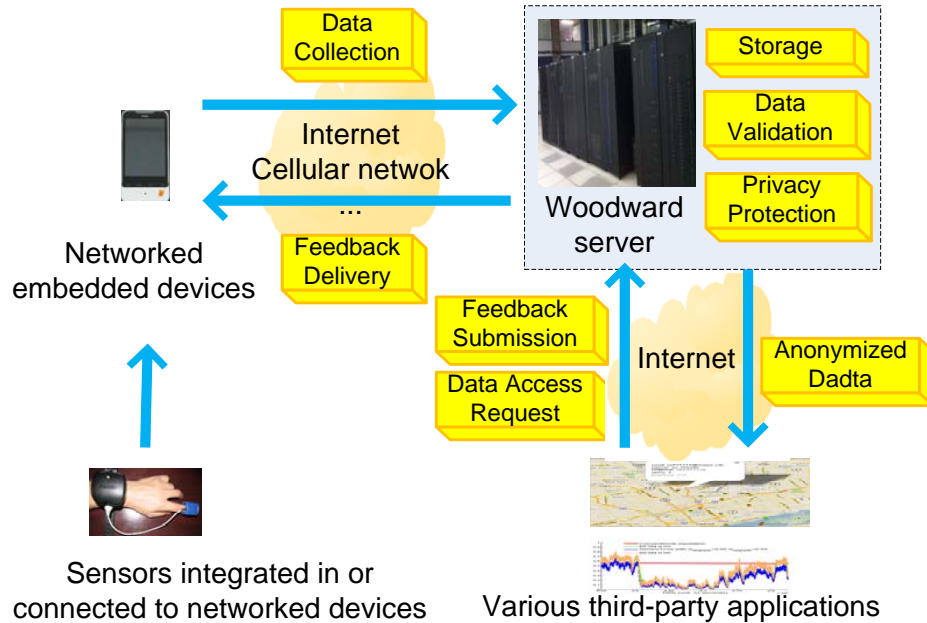 Data
Collection
Internet
Cellular netwok
...
Feedback
Delivery
Networked
embedded devices
Woodward
server
Storage
Data
Validation
Privacy
Protection
Feedback
Submission
Data Access
Request
Internet
Anonymized
Dadta
Sensors integrated in or
connected to networked devices
Various third-party applications